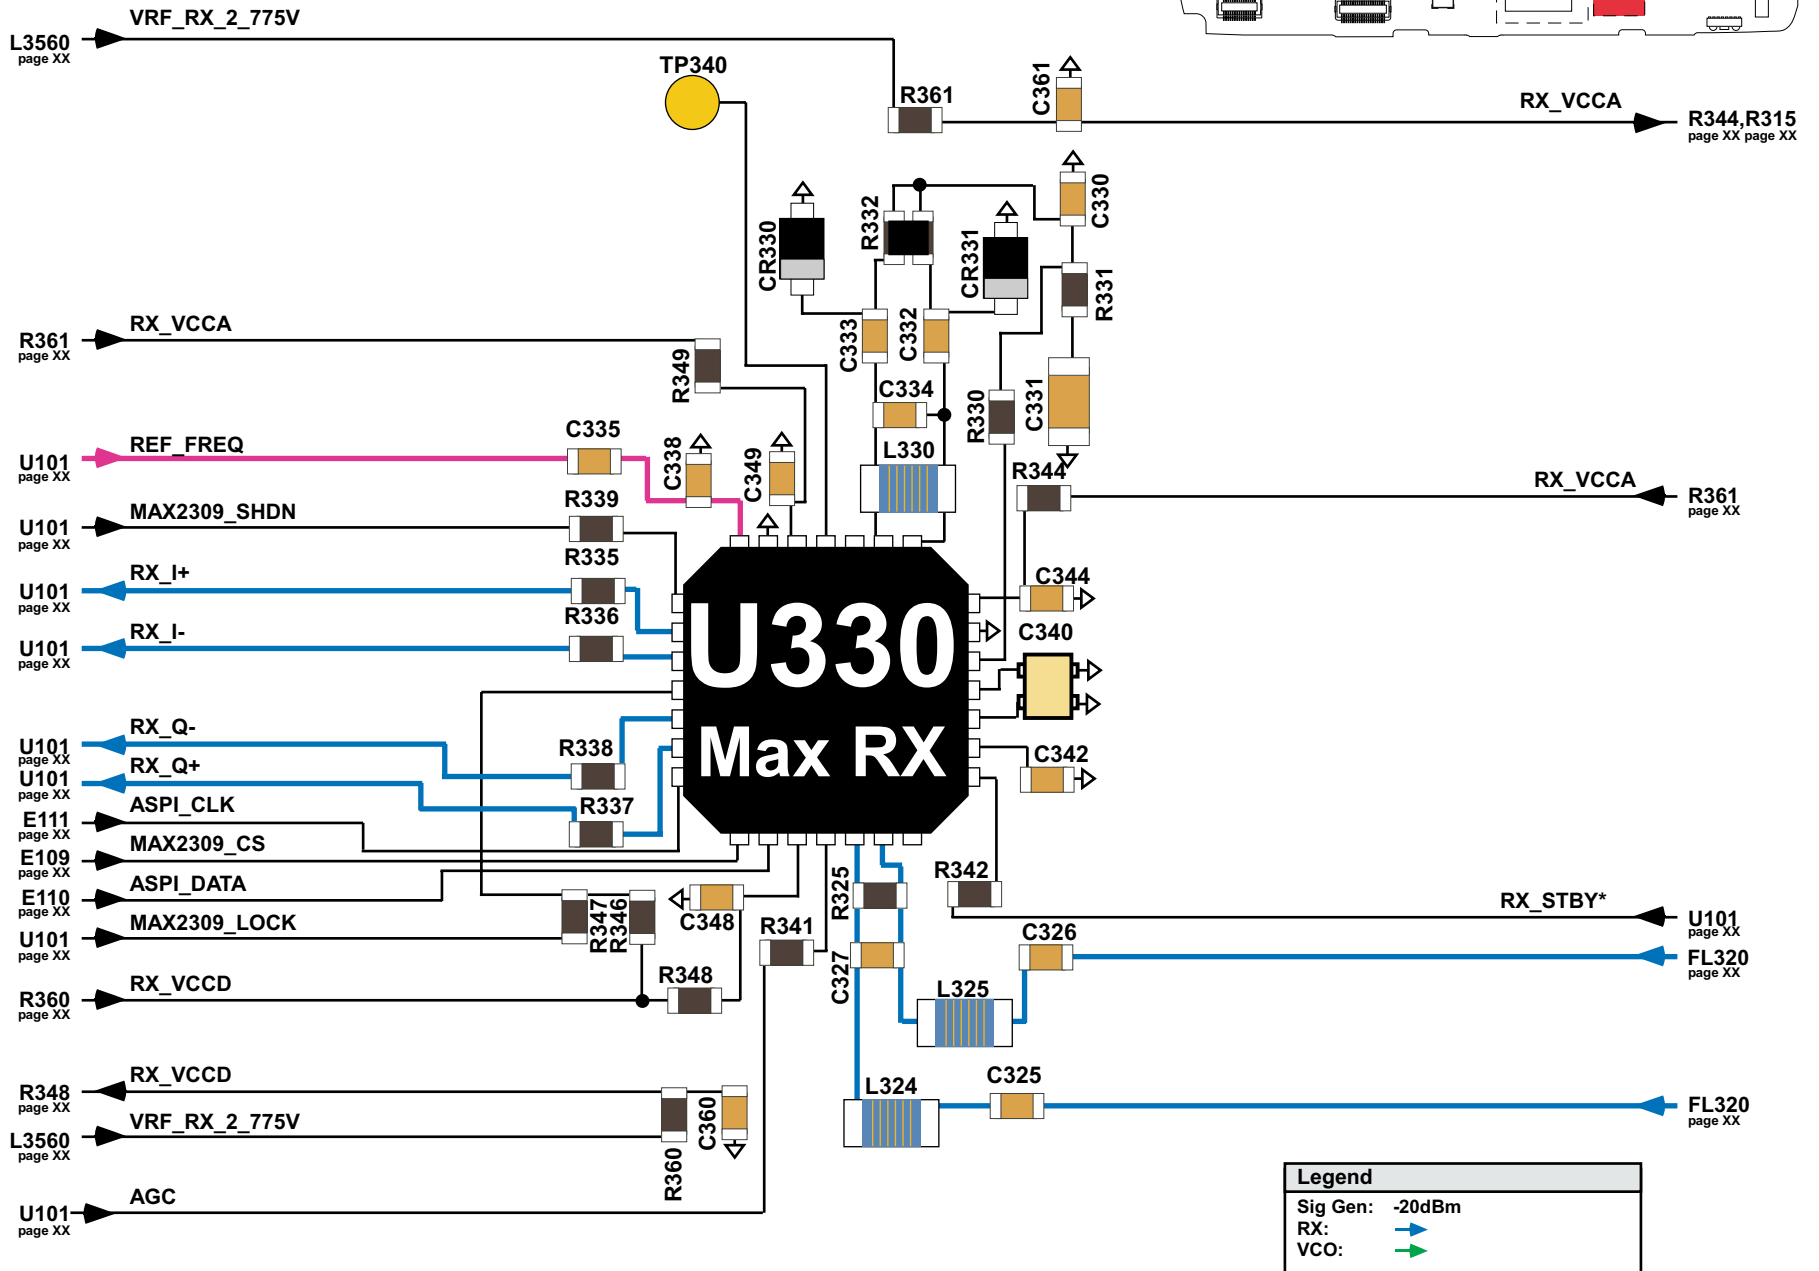 VRF_RX_2_775V
L3560
page XX
TP340
R361
C361
RX_VCCA
R344,R315
page XX page XX
C330
R332
CR330
CR331
R331
RX_VCCA
R361
page XX
R349
C333
C332
C334
R330
C331
REF_FREQ
U101
page XX
C335
C338
C349
L330
R344
RX_VCCA
R361
page XX
MAX2309_SHDN
U101
page XX
R339
RX_I+
U101
page XX
R335
C344
RX_I-
U101
page XX
R336
C340
U330
Max RX
RX_Q-
U101
page XX
R338
C342
RX_Q+
U101
page XX
R337
ASPI_CLK
E111
page XX
MAX2309_CS
E109
page XX
ASPI_DATA
E110
page XX
R347
R346
C348
R325
R342
RX_STBY*
U101
page XX
MAX2309_LOCK
U101
page XX
R341
C327
C326
FL320
page XX
RX_VCCD
R360
page XX
R348
L325
RX_VCCD
R348
page XX
C360
L324
C325
FL320
page XX
VRF_RX_2_775V
L3560
page XX
R360
AGC
U101
page XX
Legend
Sig Gen: -20dBm
RX:
VCO: